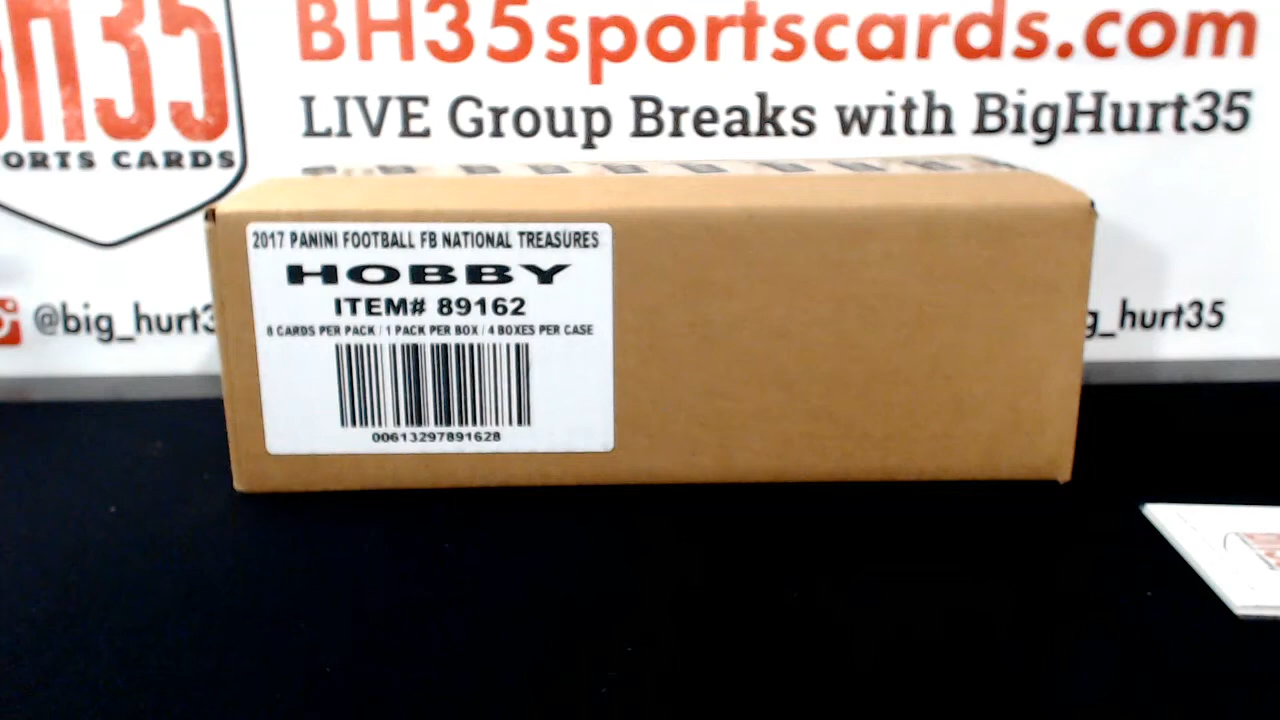 BH35sportscards.com
LIVE Group Breaks with BigHurt35
BH35
ORTS CARDS
@big_hurt3
g_hurt35
2017 PANINI FOOTBALL FB NATIONAL TREASURES
HOBBY
ITEM# 89162
8 CARDS PER PACK / 1 PACK PER BOX / 4 BOXES PER CASE
00613297891628